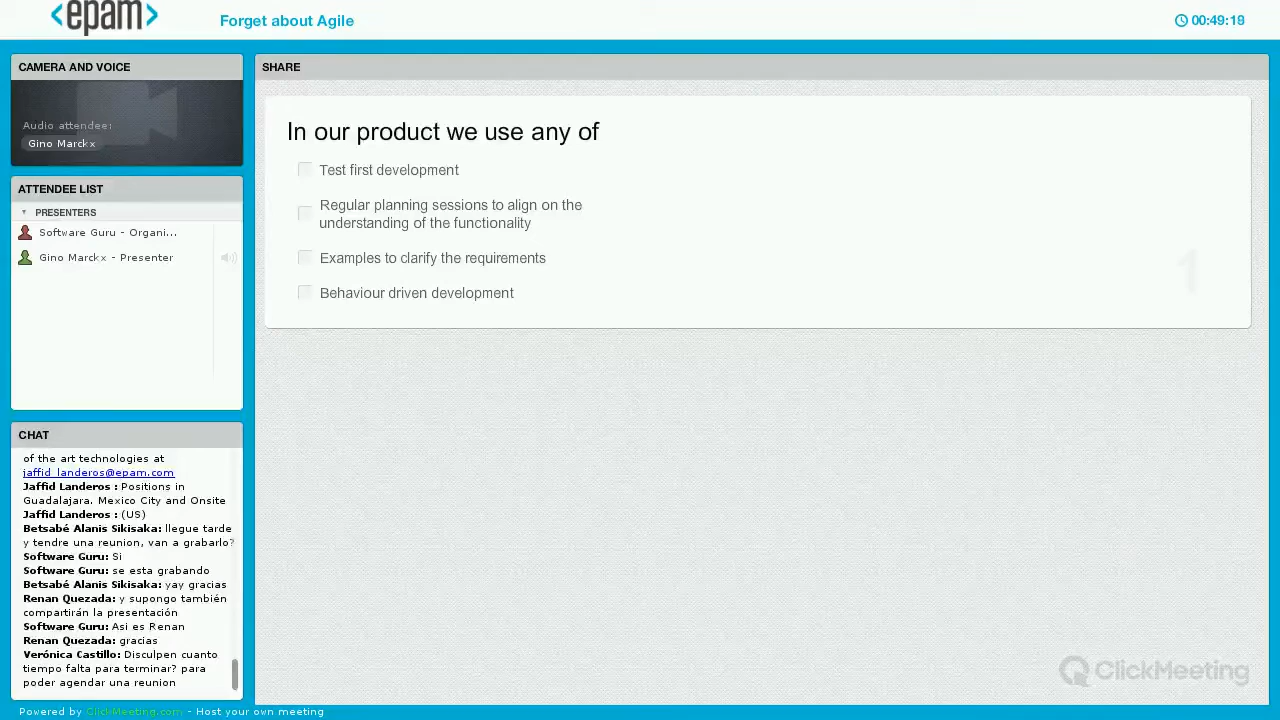 <epam>
Forget about Agile
00:49:19
CAMERA AND VOICE
Audio attendee:
Gino Marckx
ATTENDEE LIST
PRESENTERS
Software Guru - Organi...
Gino Marckx - Presenter
CHAT
of the art technologies at
jaffid_landeros@epam.com
Jaffid Landeros : Positions in
Guadalajara. Mexico City and Onsite
Jaffid Landeros : (US)
Betsabé Alanis Sikisaka: llegue tarde
y tendre una reunion, van a grabarlo?
Software Guru: Si
Software Guru: se esta grabando
Betsabé Alanis Sikisaka: yay gracias
Renan Quezada: y supongo también
compartirán la presentación
Software Guru: Asi es Renan
Renan Quezada: gracias
Verónica Castillo: Disculpen cuanto
tiempo falta para terminar? para
poder agendar una reunion
SHARE
In our product we use any of
Test first development
Regular planning sessions to align on the
understanding of the functionality
Examples to clarify the requirements
Behaviour driven development
1
ClickMeeting
Powered by ClickMeeting.com - Host your own meeting